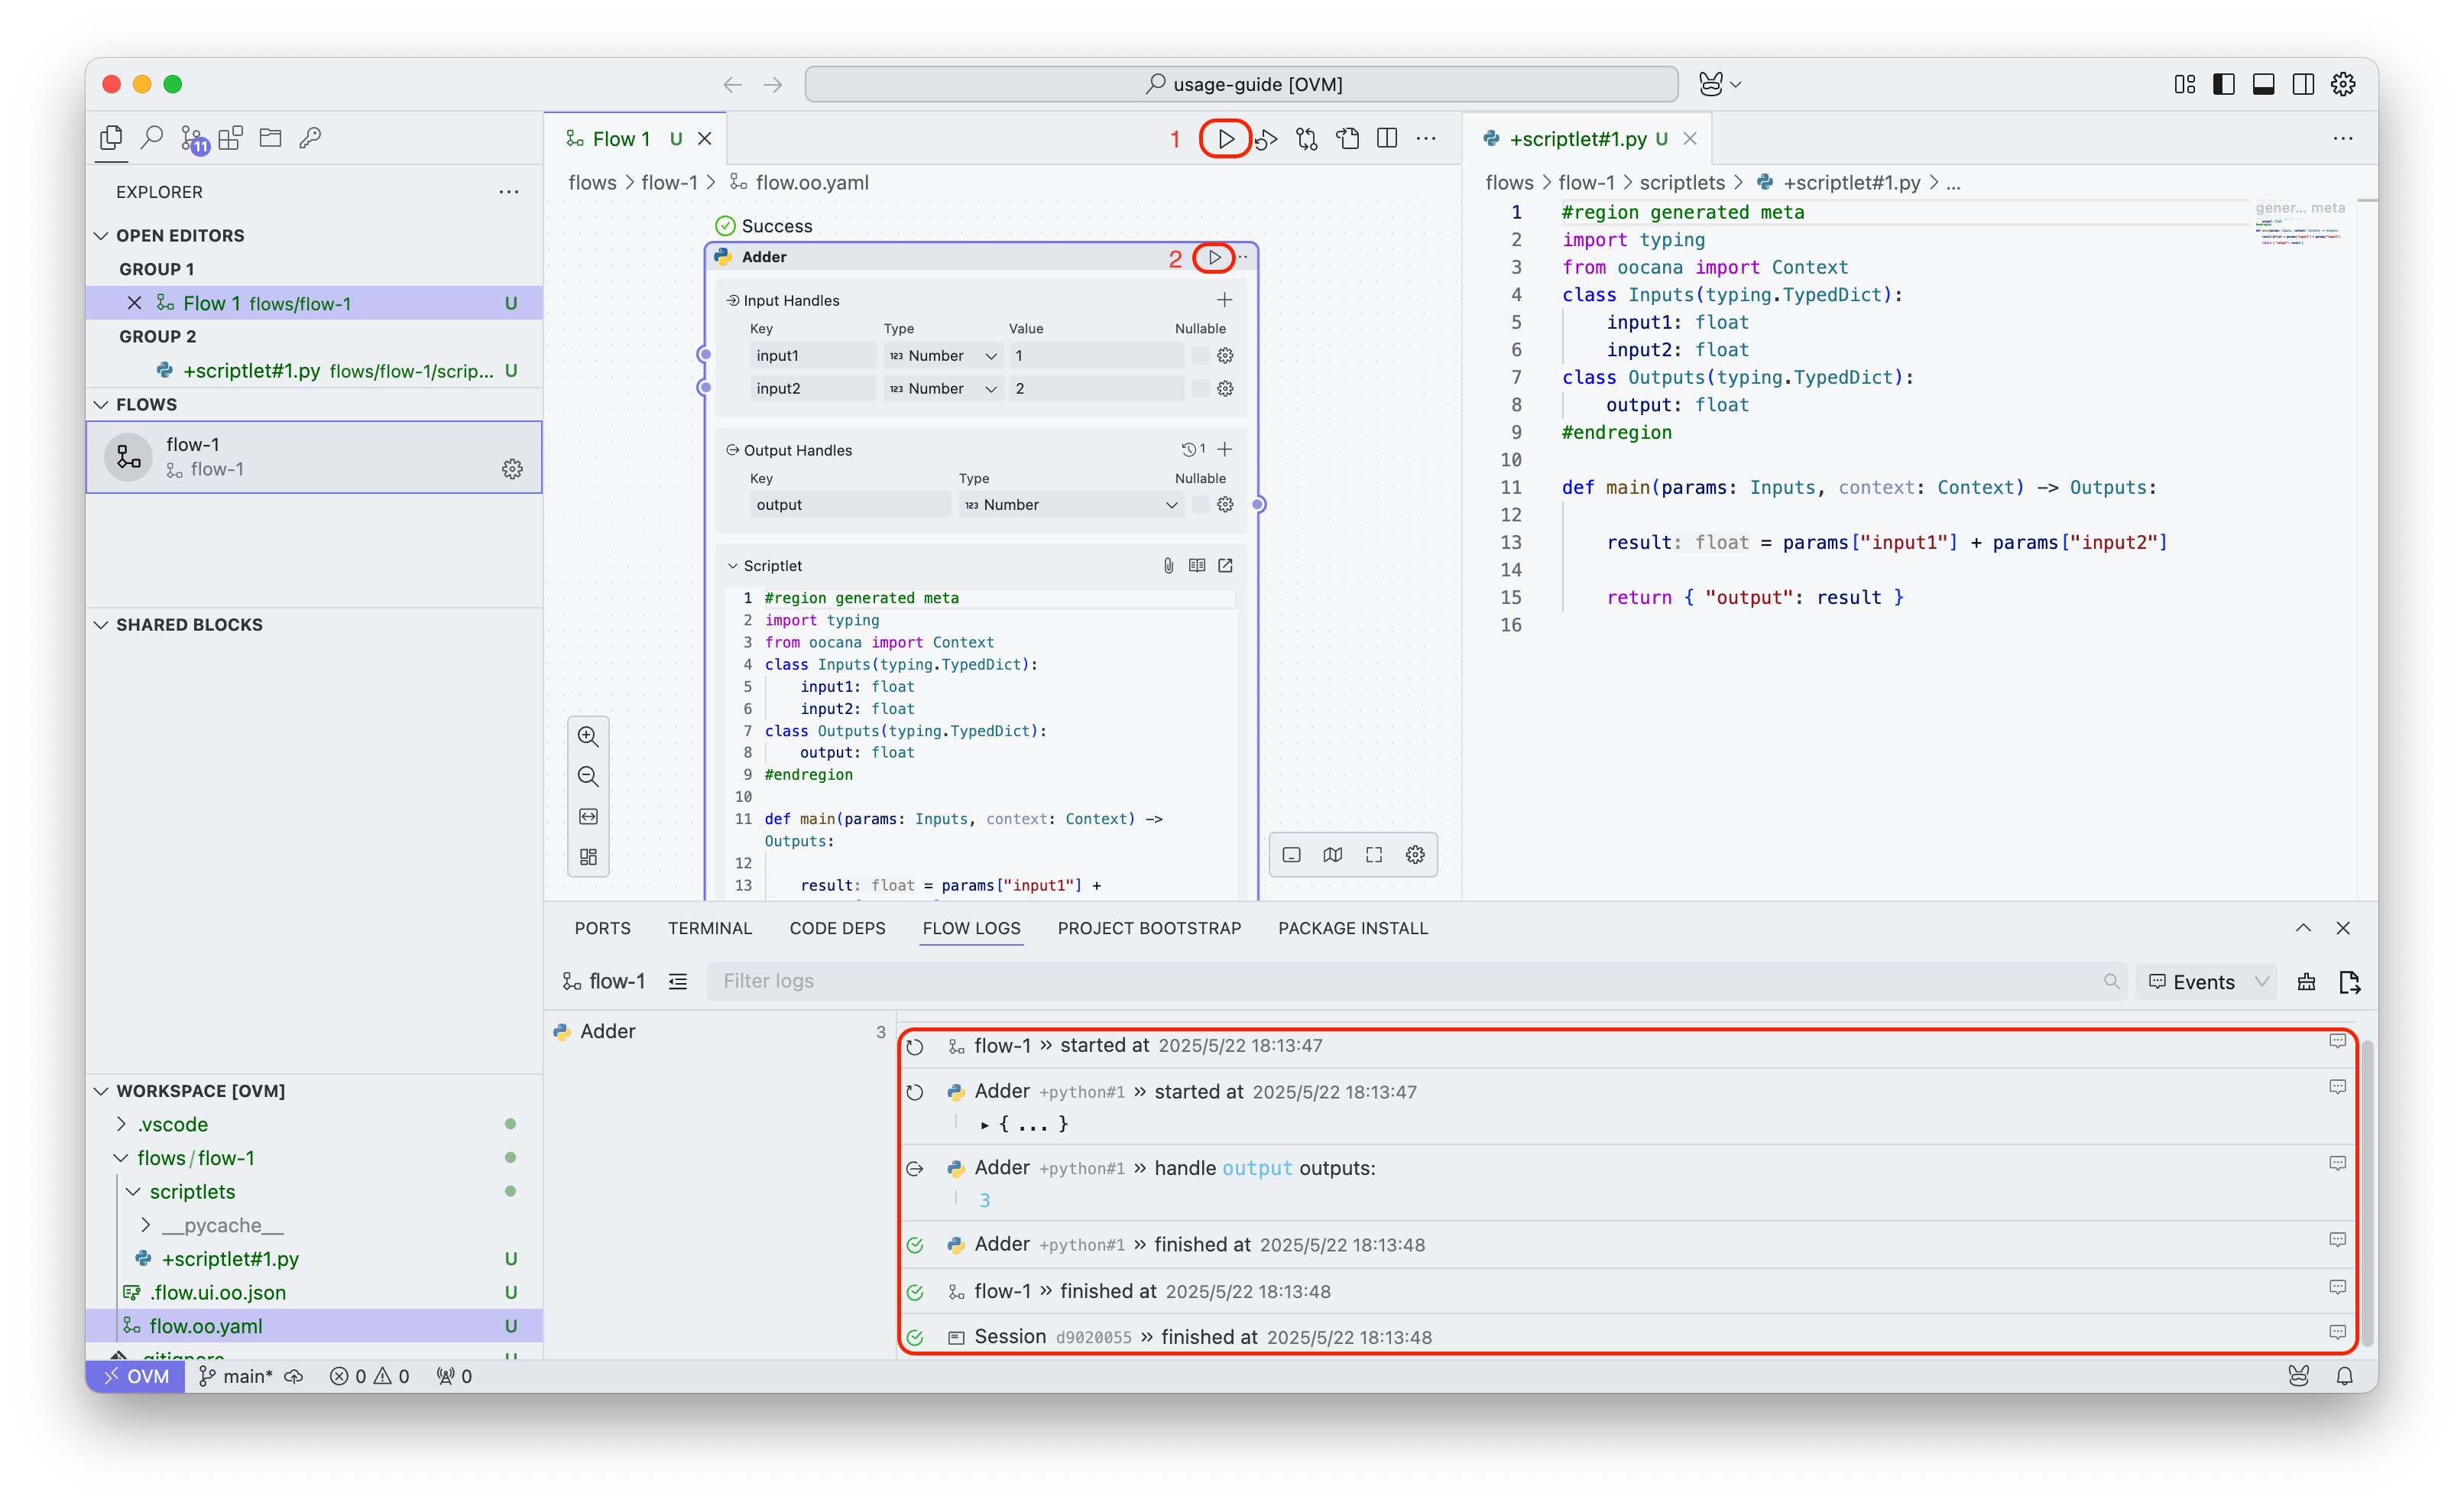 usage-guide [OVM]
11
Flow 1 U
1
+scriptlet#1.py U
EXPLORER
OPEN EDITORS
GROUP 1
Flow 1 flows/flow-1 U
GROUP 2
+scriptlet#1.py flows/flow-1/scrip... U
FLOWS
flow-1
flow-1
SHARED BLOCKS
WORKSPACE [OVM]
.vscode
flows/flow-1
scriptlets
__pycache__
+scriptlet#1.py U
.flow.ui.oo.json U
flow.oo.yaml U
.gitignore U
flows > flow-1 > flow.oo.yaml
Success
Adder
2
Input Handles
Key Type Value Nullable
input1 123 Number 1
input2 123 Number 2
Output Handles 1
Key Type Nullable
output 123 Number
Scriptlet
1 #region generated meta
2 import typing
3 from oocana import Context
4 class Inputs(typing.TypedDict):
5 input1: float
6 input2: float
7 class Outputs(typing.TypedDict):
8 output: float
9 #endregion
10
11 def main(params: Inputs, context: Context) ->
Outputs:
12
13 result: float = params["input1"] +
flows > flow-1 > scriptlets > +scriptlet#1.py > ...
gener... meta
1 #region generated meta
2 import typing
3 from oocana import Context
4 class Inputs(typing.TypedDict):
5 input1: float
6 input2: float
7 class Outputs(typing.TypedDict):
8 output: float
9 #endregion
10
11 def main(params: Inputs, context: Context) -> Outputs:
12
13 result: float = params["input1"] + params["input2"]
14
15 return { "output": result }
16
PORTS TERMINAL CODE DEPS FLOW LOGS PROJECT BOOTSTRAP PACKAGE INSTALL
flow-1 Filter logs Events
Adder 3
flow-1 » started at 2025/5/22 18:13:47
Adder +python#1 » started at 2025/5/22 18:13:47
▸ { ... }
Adder +python#1 » handle output outputs:
3
Adder +python#1 » finished at 2025/5/22 18:13:48
flow-1 » finished at 2025/5/22 18:13:48
Session d9020055 » finished at 2025/5/22 18:13:48
OVM main* 0 0 0